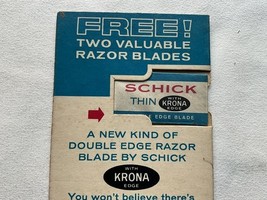 FREE!
TWO VALUABLE
RAZOR BLADES
SCHICK
THIN WITH KRONA EDGE
EDGE BLADE
A NEW KIND OF
DOUBLE EDGE RAZOR
BLADE BY SCHICK
WITH
KRONA
EDGE
You won't believe there's